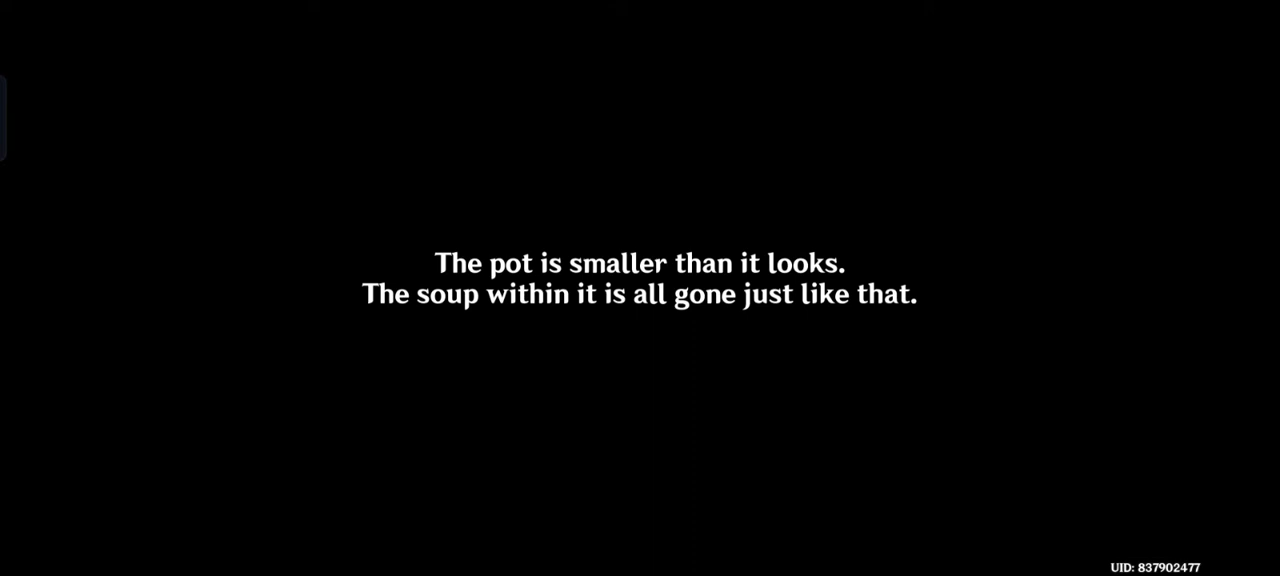 The pot is smaller than it looks.
The soup within it is all gone just like that.
UID: 837902477